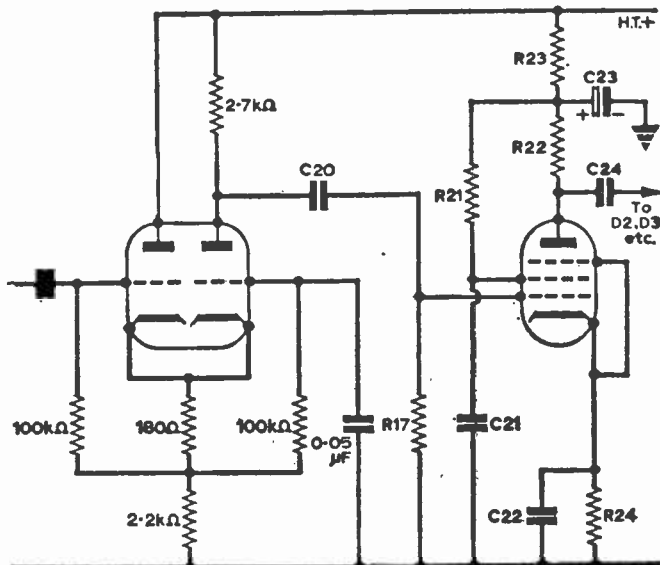 H.T.+
R23
C23
+ -
2·7kΩ
R22
C20
C24
R21
To
D2.D3
etc.
100kΩ
180Ω
100kΩ
0·05
μF
R17
C21
2·2kΩ
C22
R24